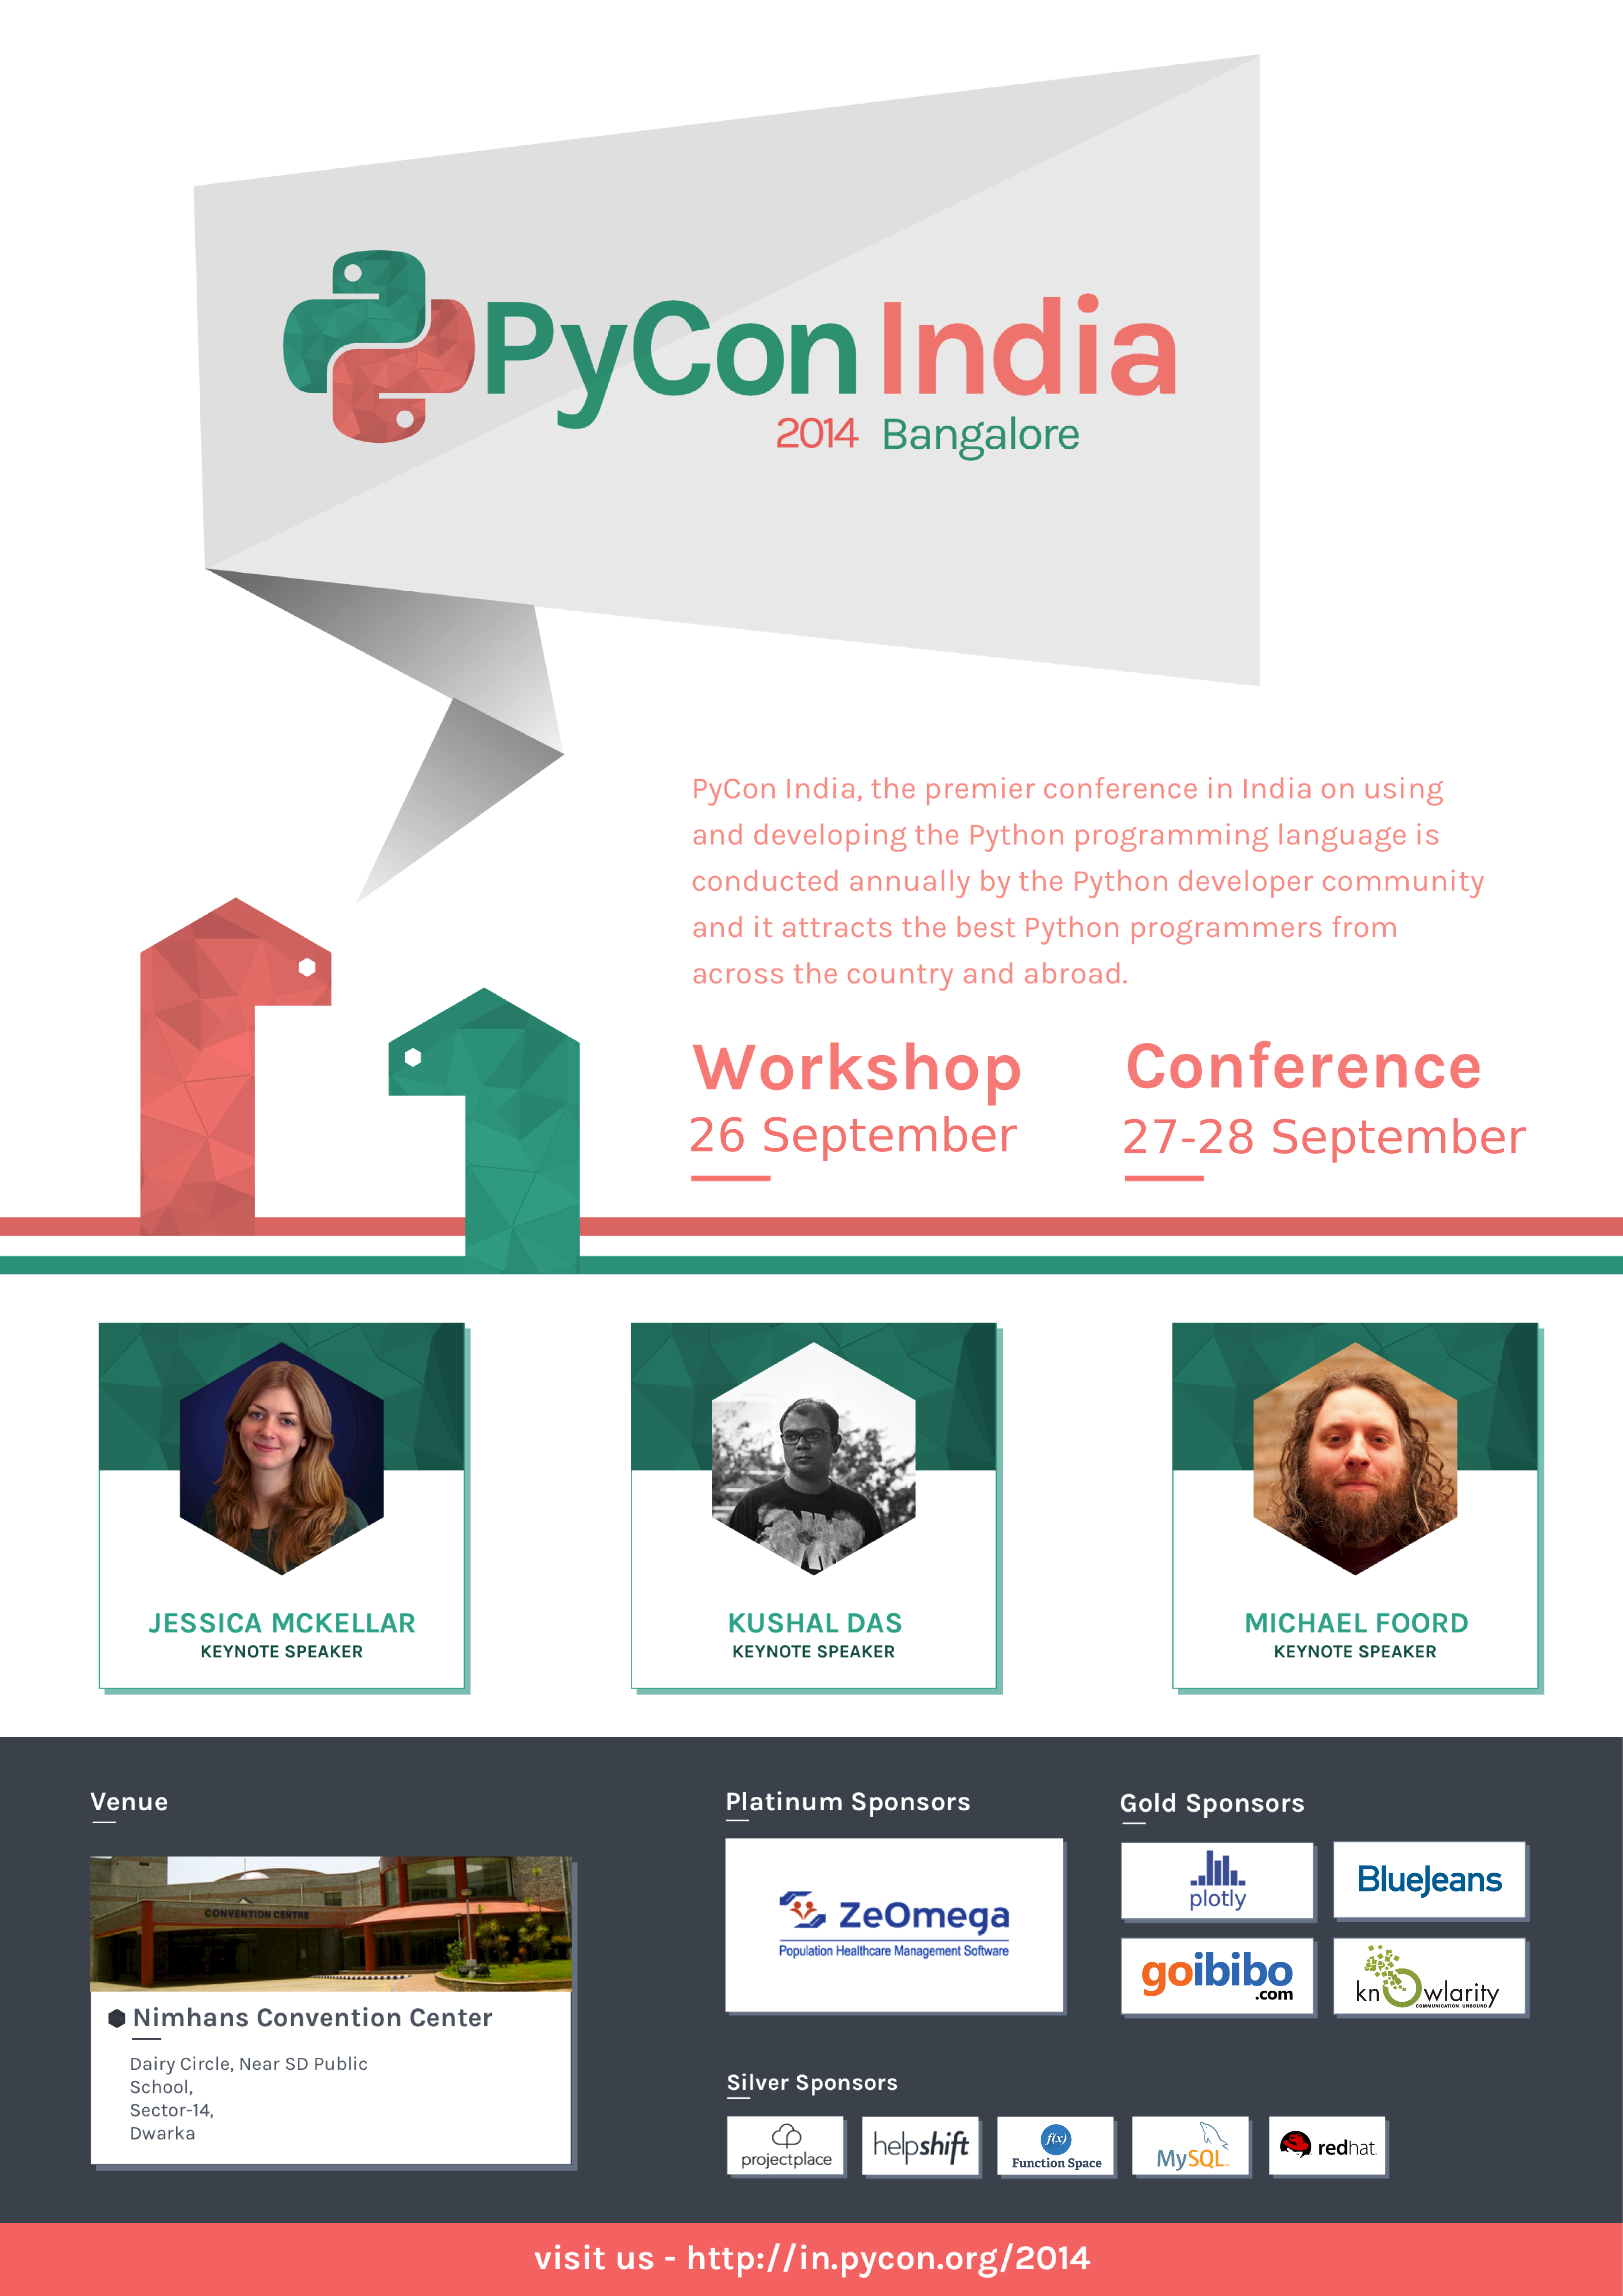 PyCon India
2014 Bangalore
PyCon India, the premier conference in India on using
and developing the Python programming language is
conducted annually by the Python developer community
and it attracts the best Python programmers from
across the country and abroad.
Workshop
26 September
Conference
27-28 September
JESSICA MCKELLAR
KEYNOTE SPEAKER
KUSHAL DAS
KEYNOTE SPEAKER
MICHAEL FOORD
KEYNOTE SPEAKER
Venue
CONVENTION CENTRE
Nimhans Convention Center
Dairy Circle, Near SD Public
School,
Sector-14,
Dwarka
Platinum Sponsors
ZeOmega
Population Healthcare Management Software
Gold Sponsors
plotly
BlueJeans
goibibo
.com
knowlarity
COMMUNICATION UNBOUND
Silver Sponsors
projectplace
helpshift
f(x)
Function Space
MySQL
redhat.
visit us - http://in.pycon.org/2014